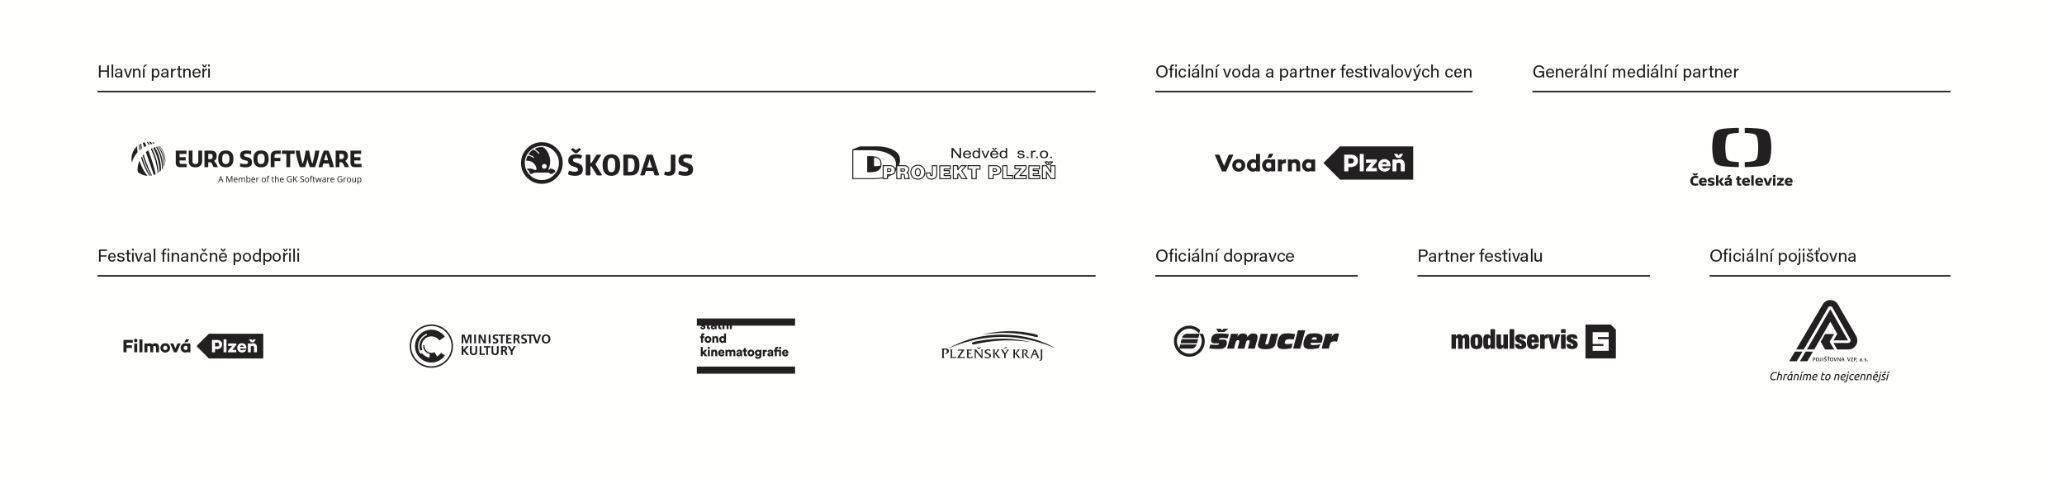 Hlavní partneři
EURO SOFTWARE
A Member of the GK Software Group
ŠKODA JS
Nedvěd s.r.o.
D PROJEKT PLZEŇ
Oficiální voda a partner festivalových cen
Vodárna Plzeň
Generální mediální partner
Česká televize
Festival finančně podpořili
Filmová Plzeň
MINISTERSTVO
KULTURY
státní
fond
kinematografie
PLZEŇSKÝ KRAJ
Oficiální dopravce
šmucler
Partner festivalu
modulservis S
Oficiální pojišťovna
POJIŠŤOVNA VZP, a.s.
Chráníme to nejcennější